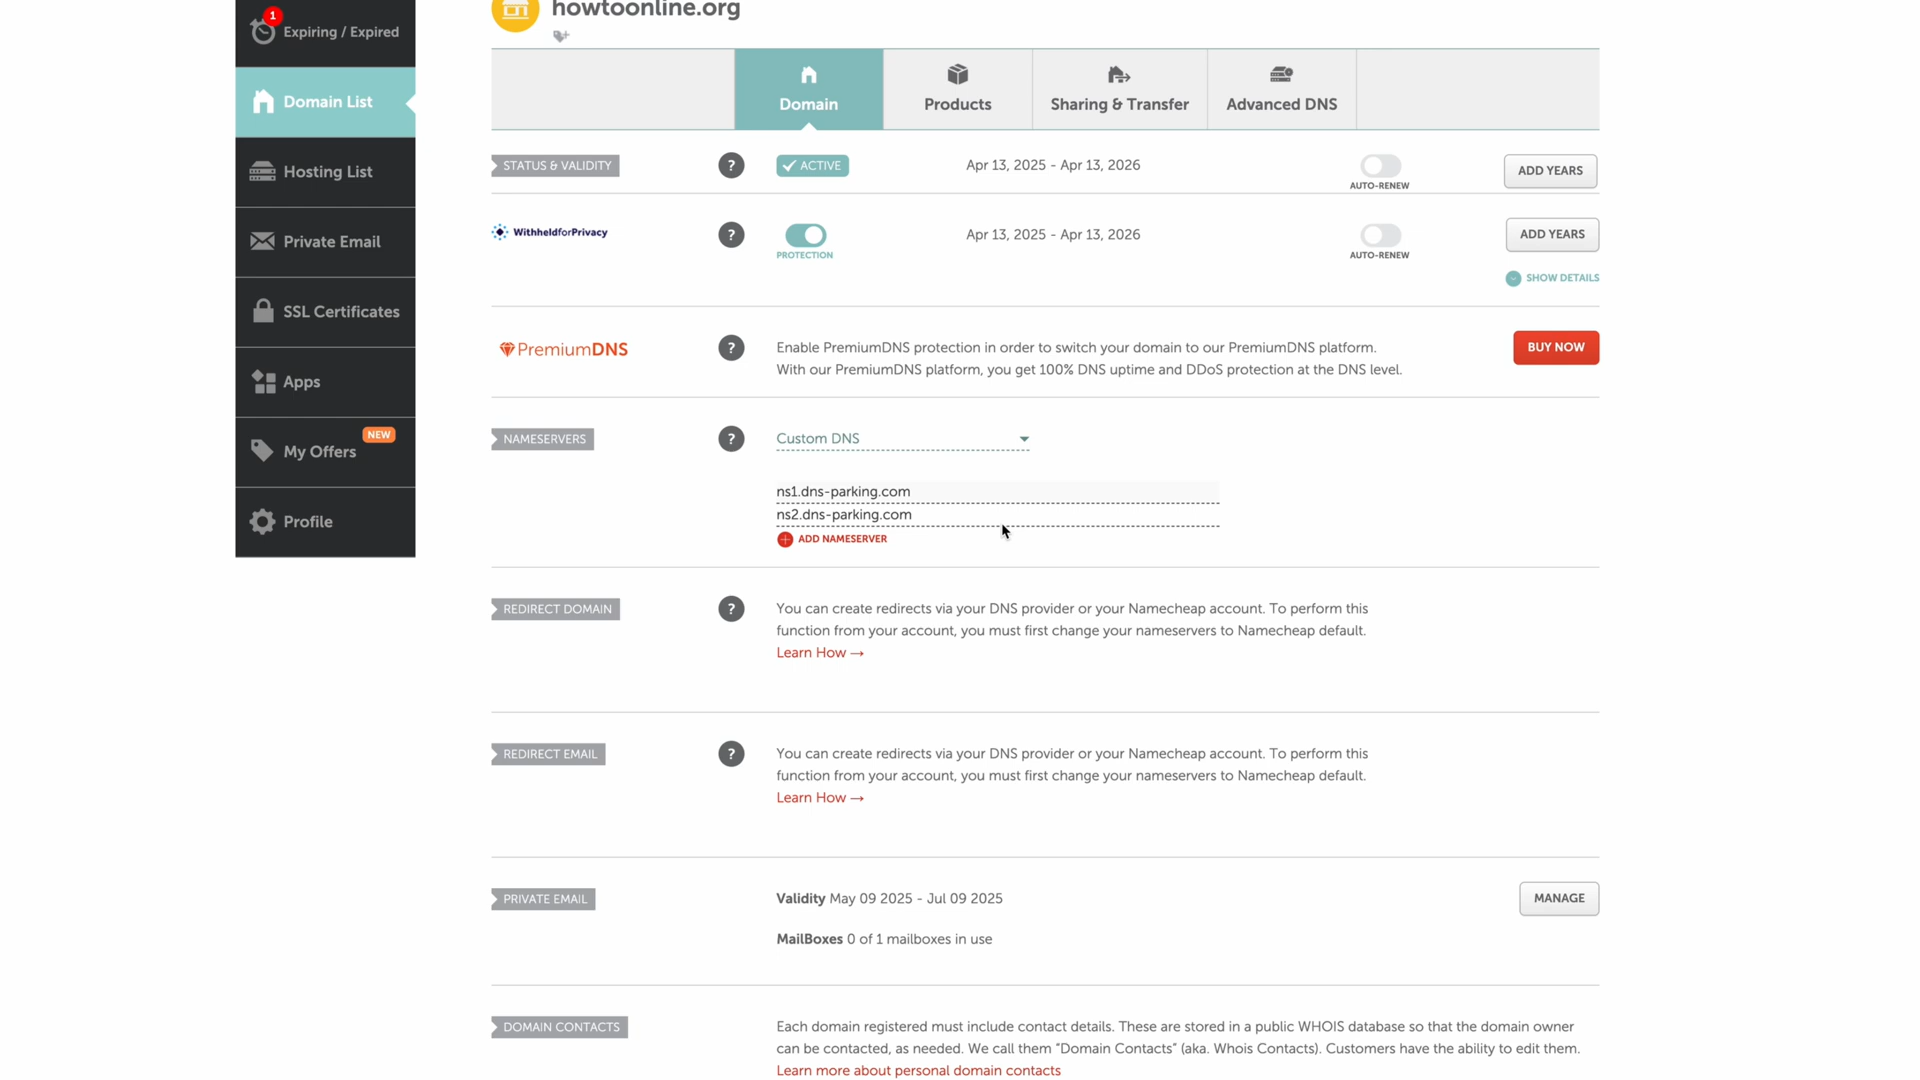 howtoonline.org
1
Expiring / Expired
Domain List
Hosting List
Private Email
SSL Certificates
Apps
NEW
My Offers
Profile
Domain
Products
Sharing & Transfer
Advanced DNS
STATUS & VALIDITY
?
ACTIVE
Apr 13, 2025 - Apr 13, 2026
AUTO-RENEW
ADD YEARS
WithheldforPrivacy
?
PROTECTION
Apr 13, 2025 - Apr 13, 2026
AUTO-RENEW
ADD YEARS
SHOW DETAILS
PremiumDNS
?
Enable PremiumDNS protection in order to switch your domain to our PremiumDNS platform.
With our PremiumDNS platform, you get 100% DNS uptime and DDoS protection at the DNS level.
BUY NOW
NAMESERVERS
?
Custom DNS
ns1.dns-parking.com
ns2.dns-parking.com
ADD NAMESERVER
REDIRECT DOMAIN
?
You can create redirects via your DNS provider or your Namecheap account. To perform this
function from your account, you must first change your nameservers to Namecheap default.
Learn How →
REDIRECT EMAIL
?
You can create redirects via your DNS provider or your Namecheap account. To perform this
function from your account, you must first change your nameservers to Namecheap default.
Learn How →
PRIVATE EMAIL
Validity May 09 2025 - Jul 09 2025
MANAGE
MailBoxes 0 of 1 mailboxes in use
DOMAIN CONTACTS
Each domain registered must include contact details. These are stored in a public WHOIS database so that the domain owner
can be contacted, as needed. We call them "Domain Contacts" (aka. Whois Contacts). Customers have the ability to edit them.
Learn more about personal domain contacts